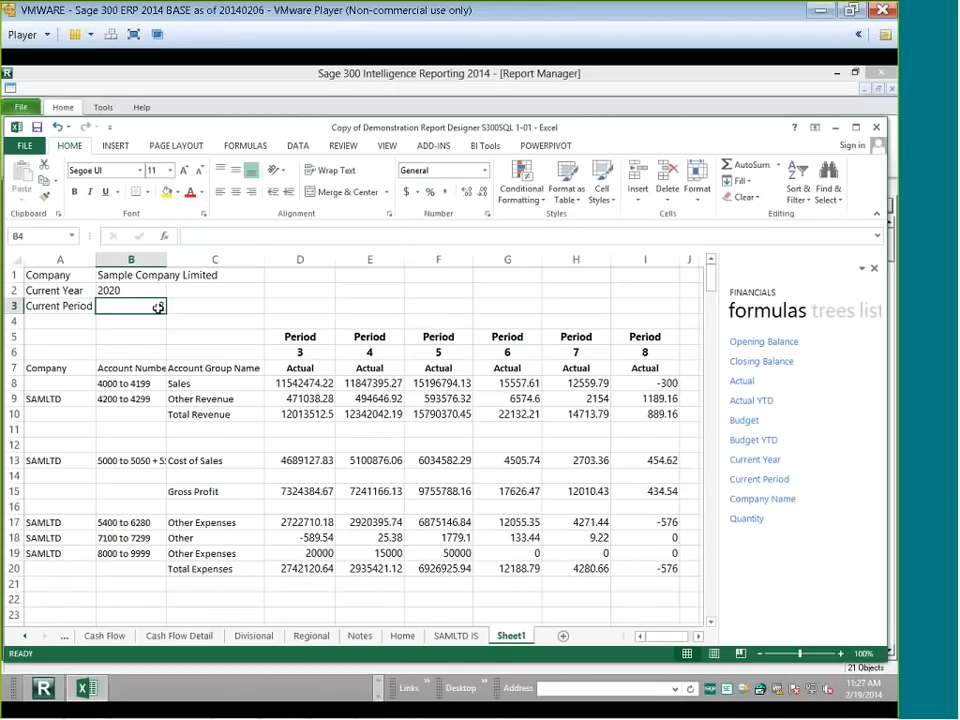 VMWARE - Sage 300 ERP 2014 BASE as of 20140206 - VMware Player (Non-commercial use only)
Player
Sage 300 Intelligence Reporting 2014 - [Report Manager]
File Home Tools Help
Copy of Demonstration Report Designer S300SQL 1-01 - Excel
FILE HOME INSERT PAGE LAYOUT FORMULAS DATA REVIEW VIEW ADD-INS BI Tools POWERPIVOT Sign in
Paste Segoe UI 11 Wrap Text General Conditional Formatting Format as Table Cell Styles Insert Delete Format AutoSum Fill Clear Sort & Filter Find & Select
B I U Merge & Center $ % ,
Clipboard Font Alignment Number Styles Cells Editing
B4 fx
A B C D E F G H I J
1 Company Sample Company Limited
2 Current Year 2020
3 Current Period
4
5 Period Period Period Period Period Period
6 3 4 5 6 7 8
7 Company Account Numbe Account Group Name Actual Actual Actual Actual Actual Actual
8 4000 to 4199 Sales 11542474.22 11847395.27 15196794.13 15557.61 12559.79 -300
9 SAMLTD 4200 to 4299 Other Revenue 471038.28 494646.92 593576.32 6574.6 2154 1189.16
10 Total Revenue 12013512.5 12342042.19 15790370.45 22132.21 14713.79 889.16
11
12
13 SAMLTD 5000 to 5050 + 5 Cost of Sales 4689127.83 5100876.06 6034582.29 4505.74 2703.36 454.62
14
15 Gross Profit 7324384.67 7241166.13 9755788.16 17626.47 12010.43 434.54
16
17 SAMLTD 5400 to 6280 Other Expenses 2722710.18 2920395.74 6875146.84 12055.35 4271.44 -576
18 SAMLTD 7100 to 7299 Other -589.54 25.38 1779.1 133.44 9.22 0
19 SAMLTD 8000 to 9999 Other Expenses 20000 15000 50000 0 0 0
20 Total Expenses 2742120.64 2935421.12 6926925.94 12188.79 4280.66 -576
21
22
23
FINANCIALS
formulas trees list
Opening Balance
Closing Balance
Actual
Actual YTD
Budget
Budget YTD
Current Year
Current Period
Company Name
Quantity
... Cash Flow Cash Flow Detail Divisional Regional Notes Home SAMLTD IS Sheet1
READY 100%
21 Objects
Links Desktop Address 11:27 AM
2/19/2014